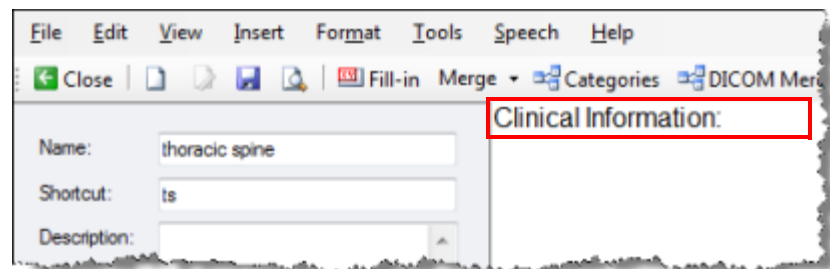 File Edit View Insert Format Tools Speech Help
Close Fill-in Merge Categories DICOM Mer
Clinical Information:
Name: thoracic spine
Shortcut: ts
Description: